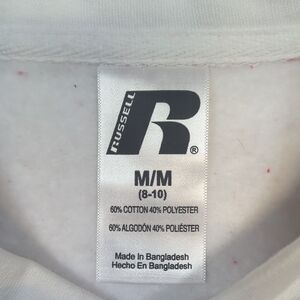 RUSSELL
R®
M/M
(8-10)
60% COTTON 40% POLYESTER
60% ALGODÓN 40% POLIÉSTER
Made In Bangladesh
Hecho En Bangladesh